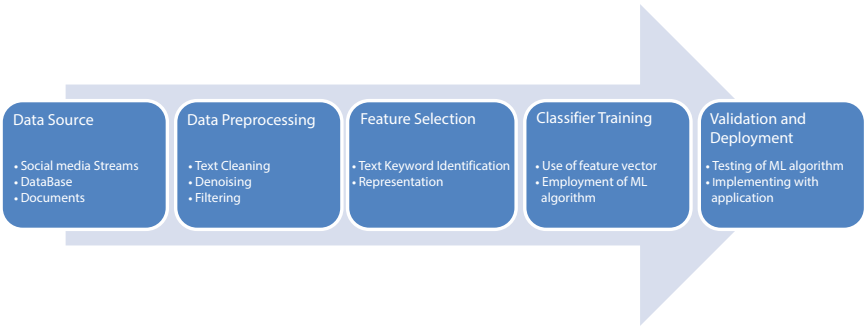 Data Source
• Social media Streams
• DataBase
• Documents
Data Preprocessing
• Text Cleaning
• Denoising
• Filtering
Feature Selection
• Text Keyword Identification
• Representation
Classifier Training
• Use of feature vector
• Employment of ML
algorithm
Validation and
Deployment
• Testing of ML algorithm
• Implementing with
application